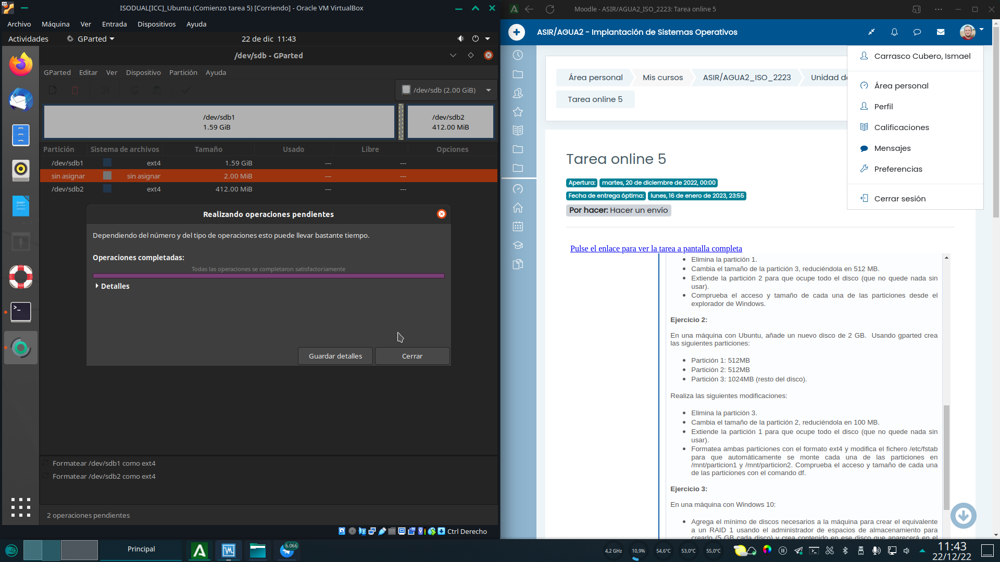 ISODUAL[ICC]_Ubuntu (Comienzo tarea 5) [Corriendo] - Oracle VM VirtualBox
Archivo Máquina Ver Entrada Dispositivos Ayuda
Actividades GParted 22 de dic 11:43
/dev/sdb - GParted
GParted Editar Ver Dispositivo Partición Ayuda
/dev/sdb (2.00 GiB)
/dev/sdb1
1.59 GiB
/dev/sdb2
412.00 MiB
Partición Sistema de archivos Tamaño Usado Libre Opciones
/dev/sdb1 ext4 1.59 GiB --- ---
sin asignar sin asignar 2.00 MiB --- ---
/dev/sdb2 ext4 412.00 MiB --- ---
Realizando operaciones pendientes
Dependiendo del número y del tipo de operaciones esto puede llevar bastante tiempo.
Operaciones completadas:
Todas las operaciones se completaron satisfactoriamente
Detalles
Guardar detalles Cerrar
Formatear /dev/sdb1 como ext4
Formatear /dev/sdb2 como ext4
2 operaciones pendientes
Ctrl Derecho
Moodle - ASIR/AGUA2_ISO_2223: Tarea online 5
ASIR/AGUA2 - Implantación de Sistemas Operativos
Área personal Mis cursos ASIR/AGUA2_ISO_2223 Unidad de
Tarea online 5
Carrasco Cubero, Ismael
Área personal
Perfil
Calificaciones
Mensajes
Preferencias
Cerrar sesión
Tarea online 5
Apertura: martes, 20 de diciembre de 2022, 00:00
Fecha de entrega óptima: lunes, 16 de enero de 2023, 23:55
Por hacer: Hacer un envío
Pulse el enlace para ver la tarea a pantalla completa
Elimina la partición 1.
Cambia el tamaño de la partición 3, reduciéndola en 512 MB.
Extiende la partición 2 para que ocupe todo el disco (que no quede nada sin
usar).
Comprueba el acceso y tamaño de cada una de las particiones desde el
explorador de Windows.
Ejercicio 2:
En una máquina con Ubuntu, añade un nuevo disco de 2 GB. Usando gparted crea
las siguientes particiones:
Partición 1: 512MB
Partición 2: 512MB
Partición 3: 1024MB (resto del disco).
Realiza las siguientes modificaciones:
Elimina la partición 3.
Cambia el tamaño de la partición 2, reduciéndola en 100 MB.
Extiende la partición 1 para que ocupe todo el disco (que no quede nada sin
usar).
Formatea ambas particiones con el formato ext4 y modifica el fichero /etc/fstab
para que automáticamente se monte cada una de las particiones en
/mnt/particion1 y /mnt/particion2. Comprueba el acceso y tamaño de cada una
de las particiones con el comando df.
Ejercicio 3:
En una máquina con Windows 10:
Agrega el mínimo de discos necesarios a la máquina para crear el equivalente
a un RAID 1 usando el administrador de espacios de almacenamiento para
crearlo (5 GB cada disco) y crea contenido en ese disco que aparecerá en el
Principal 6.066 4,2 GHz 10,9% 54,6°C 53,0°C 55,0°C 11:43
22/12/22